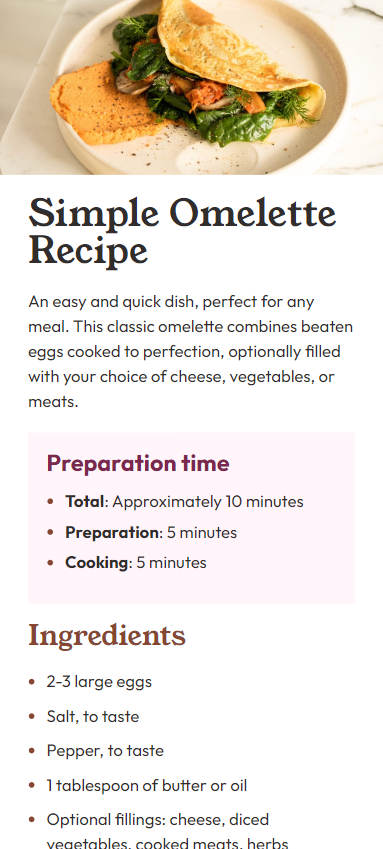 Simple Omelette
Recipe
An easy and quick dish, perfect for any
meal. This classic omelette combines beaten
eggs cooked to perfection, optionally filled
with your choice of cheese, vegetables, or
meats.
Preparation time
• Total: Approximately 10 minutes
• Preparation: 5 minutes
• Cooking: 5 minutes
Ingredients
• 2-3 large eggs
• Salt, to taste
• Pepper, to taste
• 1 tablespoon of butter or oil
• Optional fillings: cheese, diced
vegetables, cooked meats, herbs